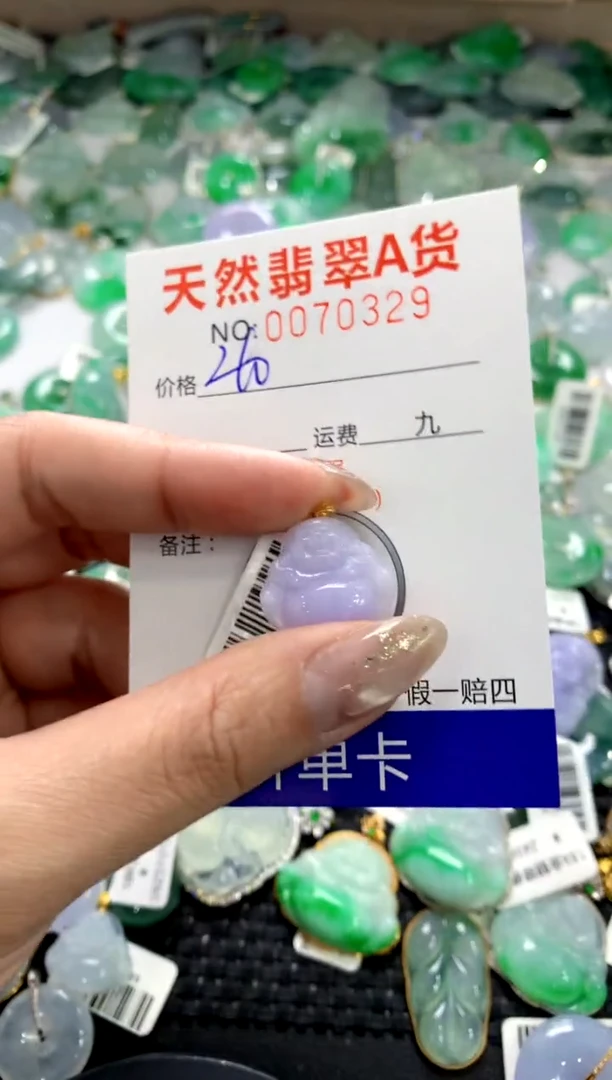 天然翡翠A货
NO:0070329
价格
运费 九
备注：
假一赔四
单卡